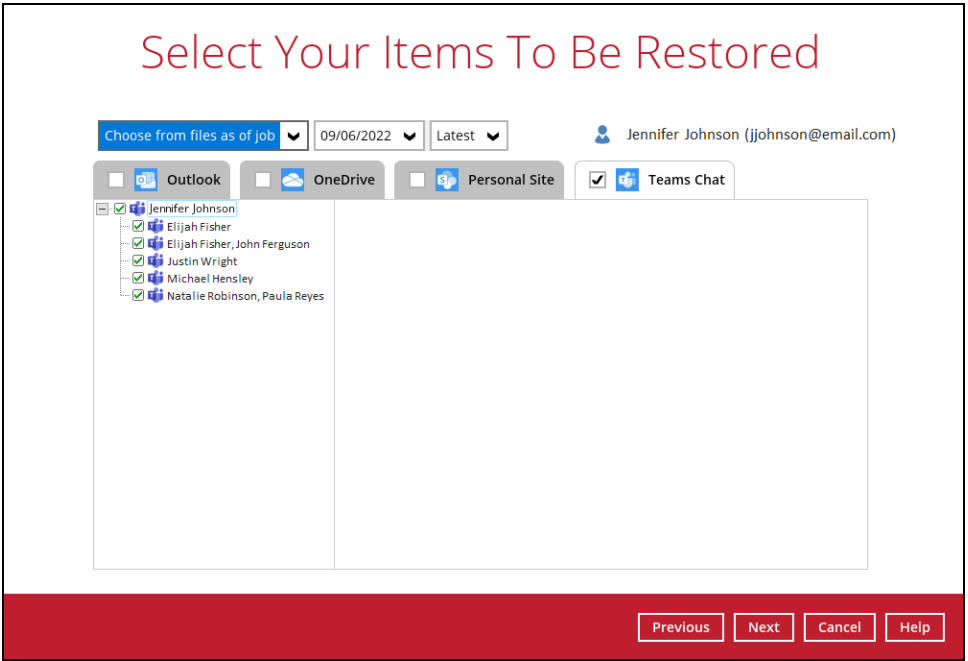 Select Your Items To Be Restored
Choose from files as of job 09/06/2022 Latest Jennifer Johnson (jjohnson@email.com)
Outlook OneDrive Personal Site Teams Chat
Jennifer Johnson
Elijah Fisher
Elijah Fisher, John Ferguson
Justin Wright
Michael Hensley
Natalie Robinson, Paula Reyes
Previous Next Cancel Help